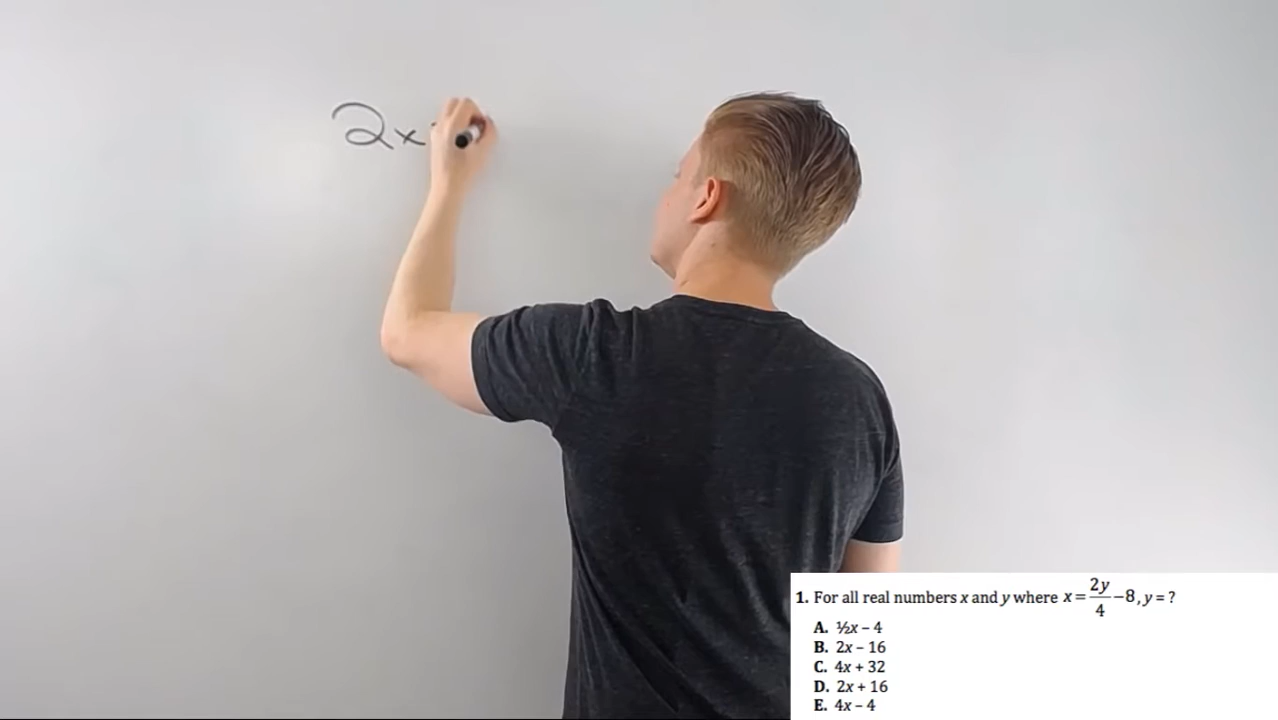 2x
1. For all real numbers x and y where x = 2y/4 – 8, y = ?
A. ½x – 4
B. 2x – 16
C. 4x + 32
D. 2x + 16
E. 4x – 4